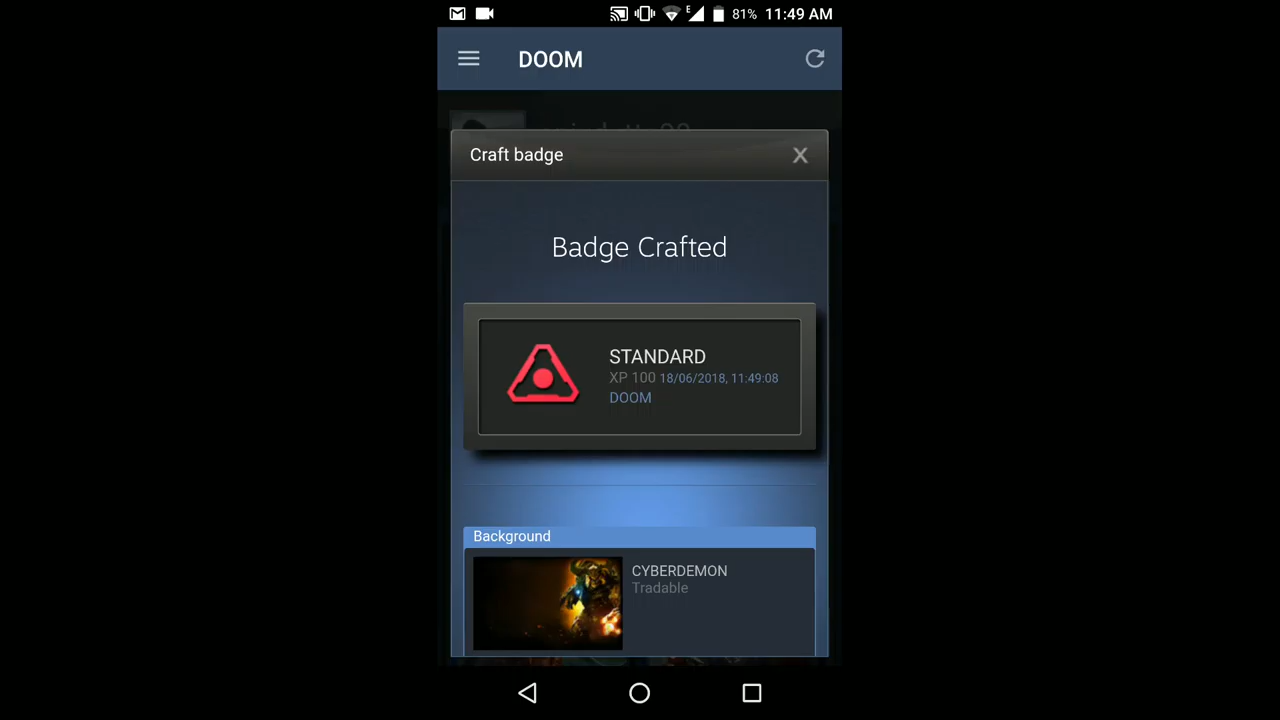 E 81% 11:49 AM
DOOM
Craft badge X
Badge Crafted
STANDARD
XP 100 18/06/2018, 11:49:08
DOOM
Background
CYBERDEMON
Tradable